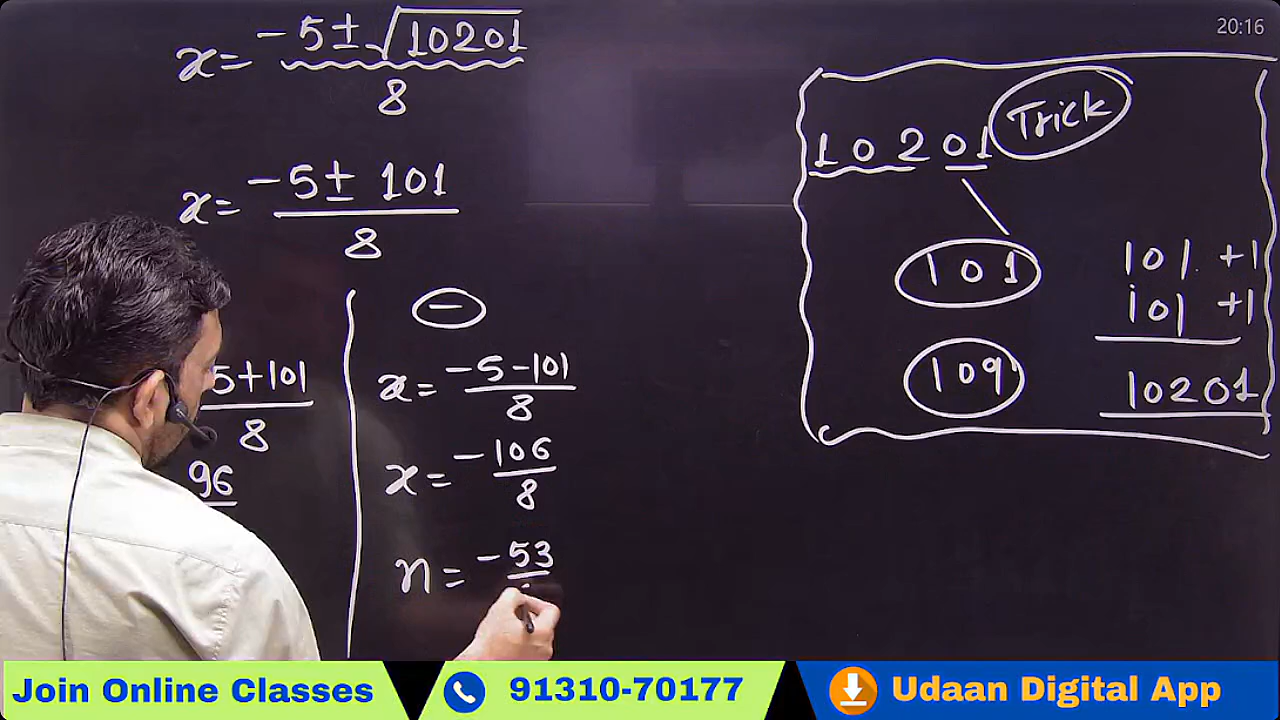 20:16
x = -5 ± √10201
8
x = -5 ± 101
8
5+101
8
96
−
x = -5-101
8
x = -106
8
n = -53
Trick
10201
101
109
101 +1
101 +1
10201
Join Online Classes
91310-70177
Udaan Digital App